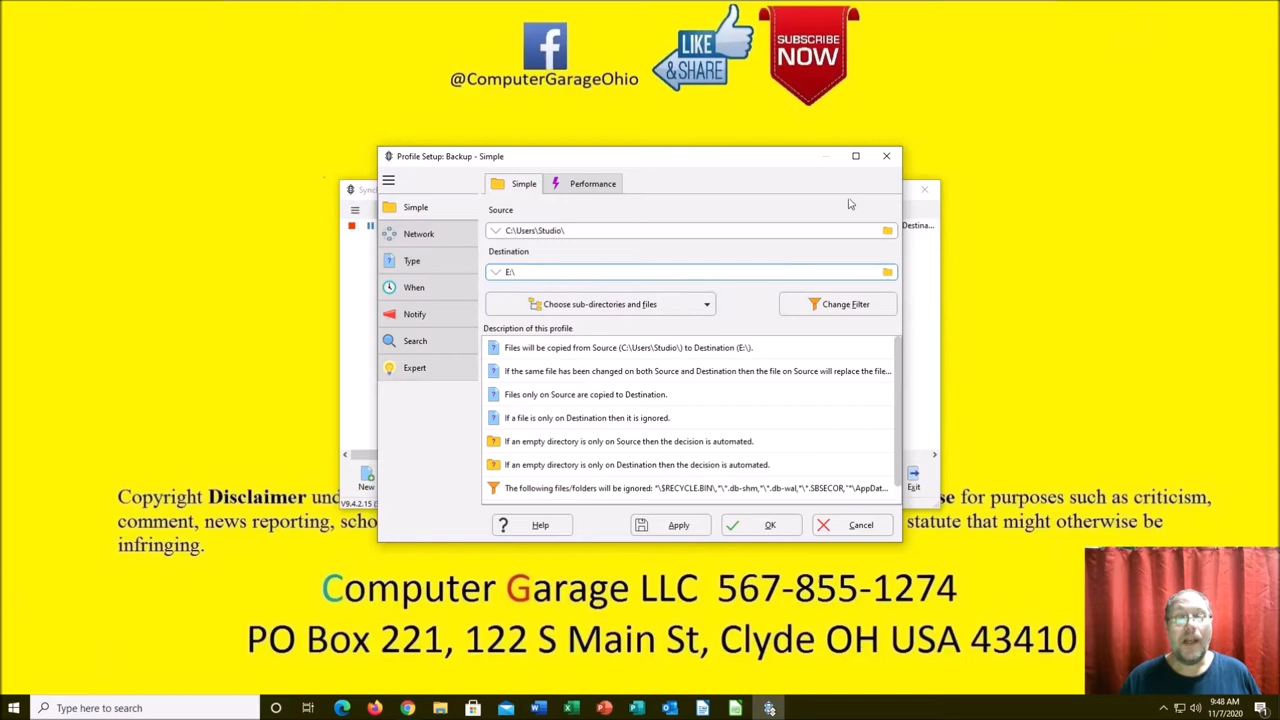 LIKE
& SHARE
SUBSCRIBE
NOW
@ComputerGarageOhio
Profile Setup: Backup - Simple
Simple
Performance
Simple
Network
Type
When
Notify
Search
Expert
Source
C:\Users\Studio\
Destination
E:\
Choose sub-directories and files
Change Filter
Description of this profile
Files will be copied from Source (C:\Users\Studio\) to Destination (E:\).
If the same file has been changed on both Source and Destination then the file on Source will replace the file...
Files only on Source are copied to Destination.
If a file is only on Destination then it is ignored.
If an empty directory is only on Source then the decision is automated.
If an empty directory is only on Destination then the decision is automated.
The following files/folders will be ignored: *\$RECYCLE.BIN\,*\*.db-shm,*\*.db-wal,*\*.SBSECOR,*\AppDat...
Help
Apply
OK
Cancel
Destina...
New
Exit
V9.4.2.15
Copyright Disclaimer
for purposes such as criticism,
comment, news reporting,
statute that might otherwise be
infringing.
Computer Garage LLC 567-855-1274
PO Box 221, 122 S Main St, Clyde OH USA 43410
Type here to search
9:48 AM
11/7/2020